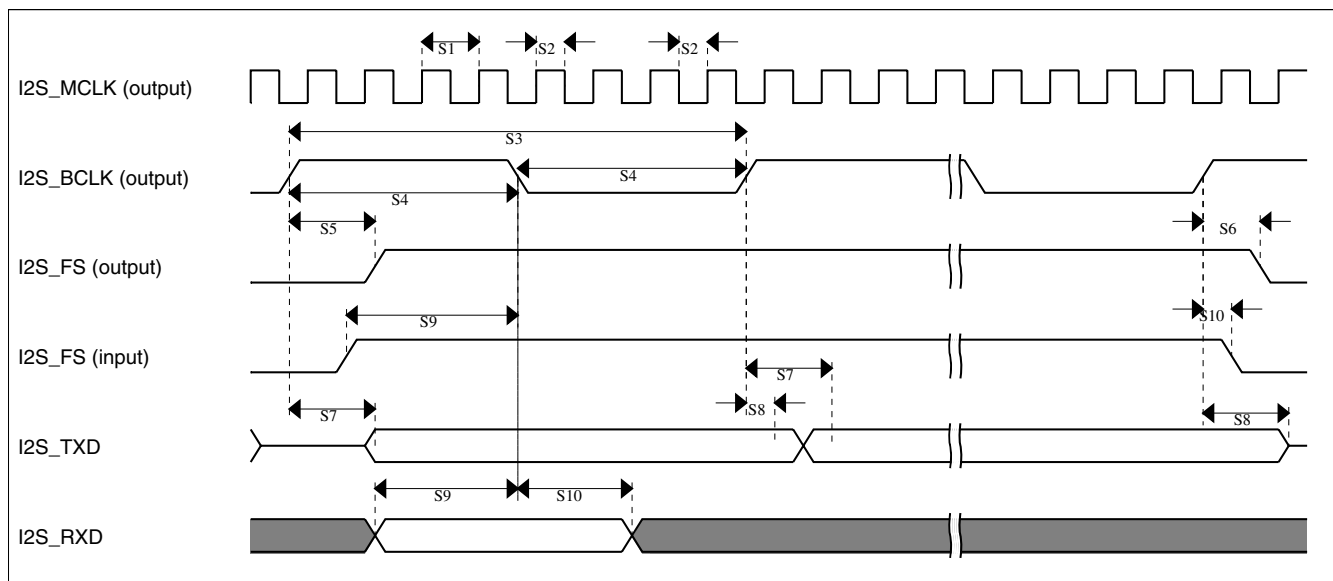 S1 S2 S2
I2S_MCLK (output)
S3
I2S_BCLK (output)
S4
S4
S5 S6
I2S_FS (output)
S9 S10
I2S_FS (input)
S7
S7 S8 S8
I2S_TXD
S9 S10
I2S_RXD